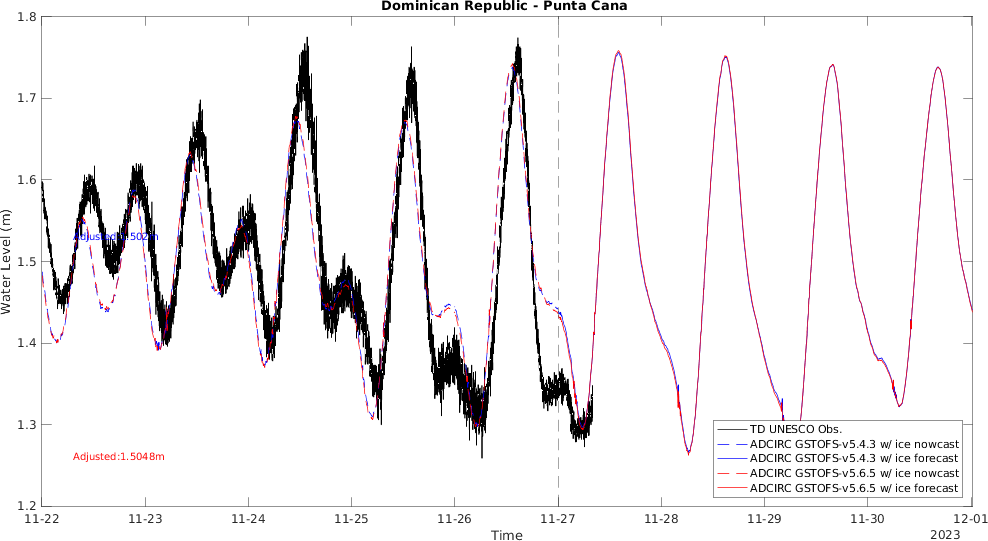 Dominican Republic - Punta Cana
Water Level (m)
1.8
1.7
1.6
1.5
1.4
1.3
1.2
Adjusted:1.5048m
TD UNESCO Obs.
ADCIRC GSTOFS-v5.4.3 w/ ice nowcast
ADCIRC GSTOFS-v5.4.3 w/ ice forecast
ADCIRC GSTOFS-v5.6.5 w/ ice nowcast
ADCIRC GSTOFS-v5.6.5 w/ ice forecast
11-22 11-23 11-24 11-25 11-26 11-27 11-28 11-29 11-30 12-01
Time
2023